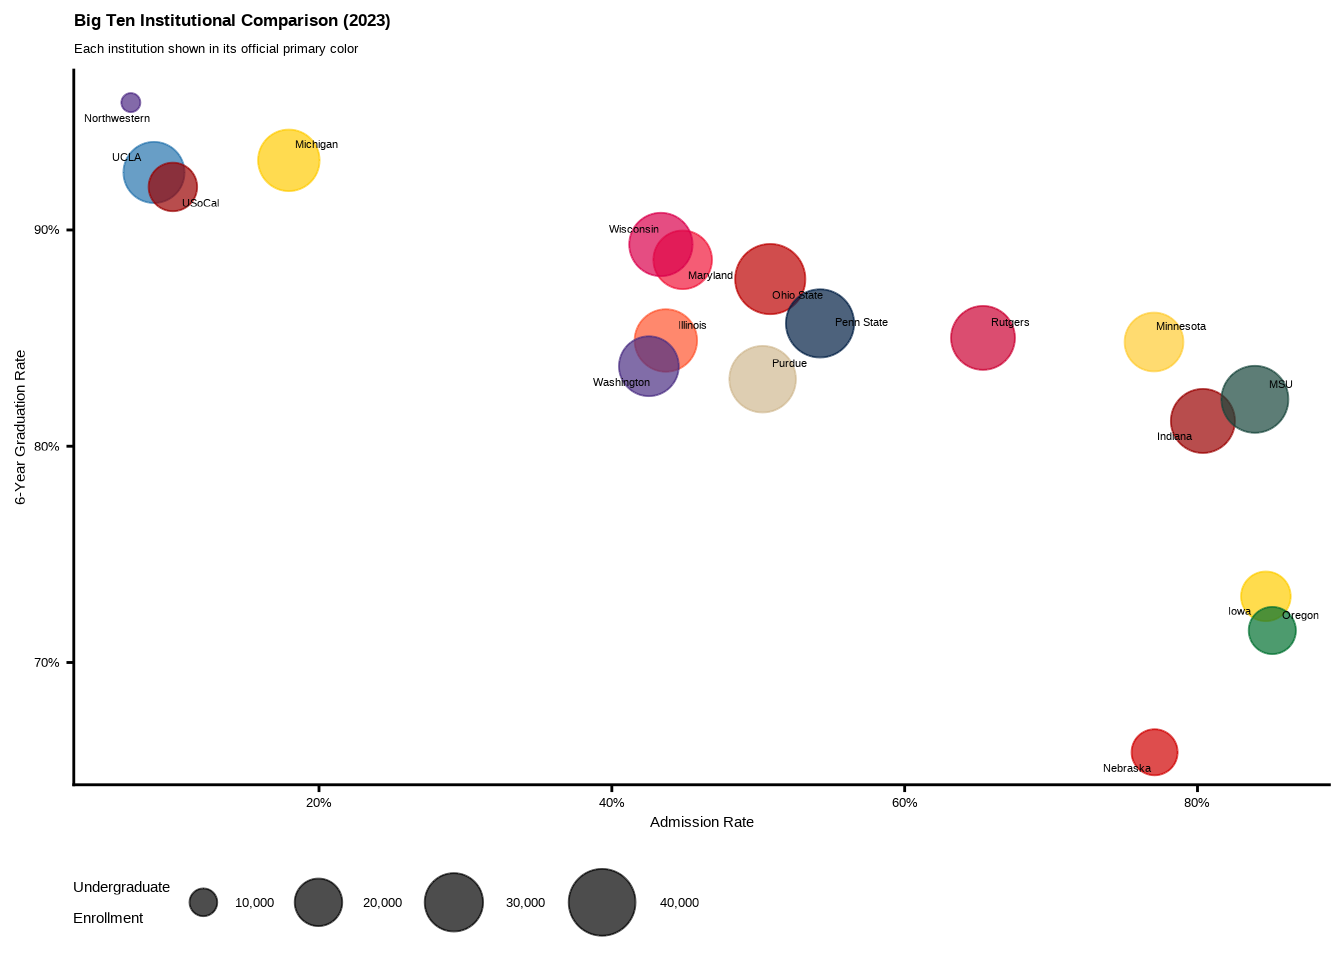 Big Ten Institutional Comparison (2023)
Each institution shown in its official primary color
Northwestern
UCLA
Michigan
USoCal
Wisconsin
Maryland
Ohio State
Illinois
Penn State
Rutgers
Minnesota
Washington
Purdue
MSU
Indiana
Iowa
Oregon
Nebraska
90%
80%
70%
6-Year Graduation Rate
20%
40%
60%
80%
Admission Rate
Undergraduate
Enrollment
10,000
20,000
30,000
40,000